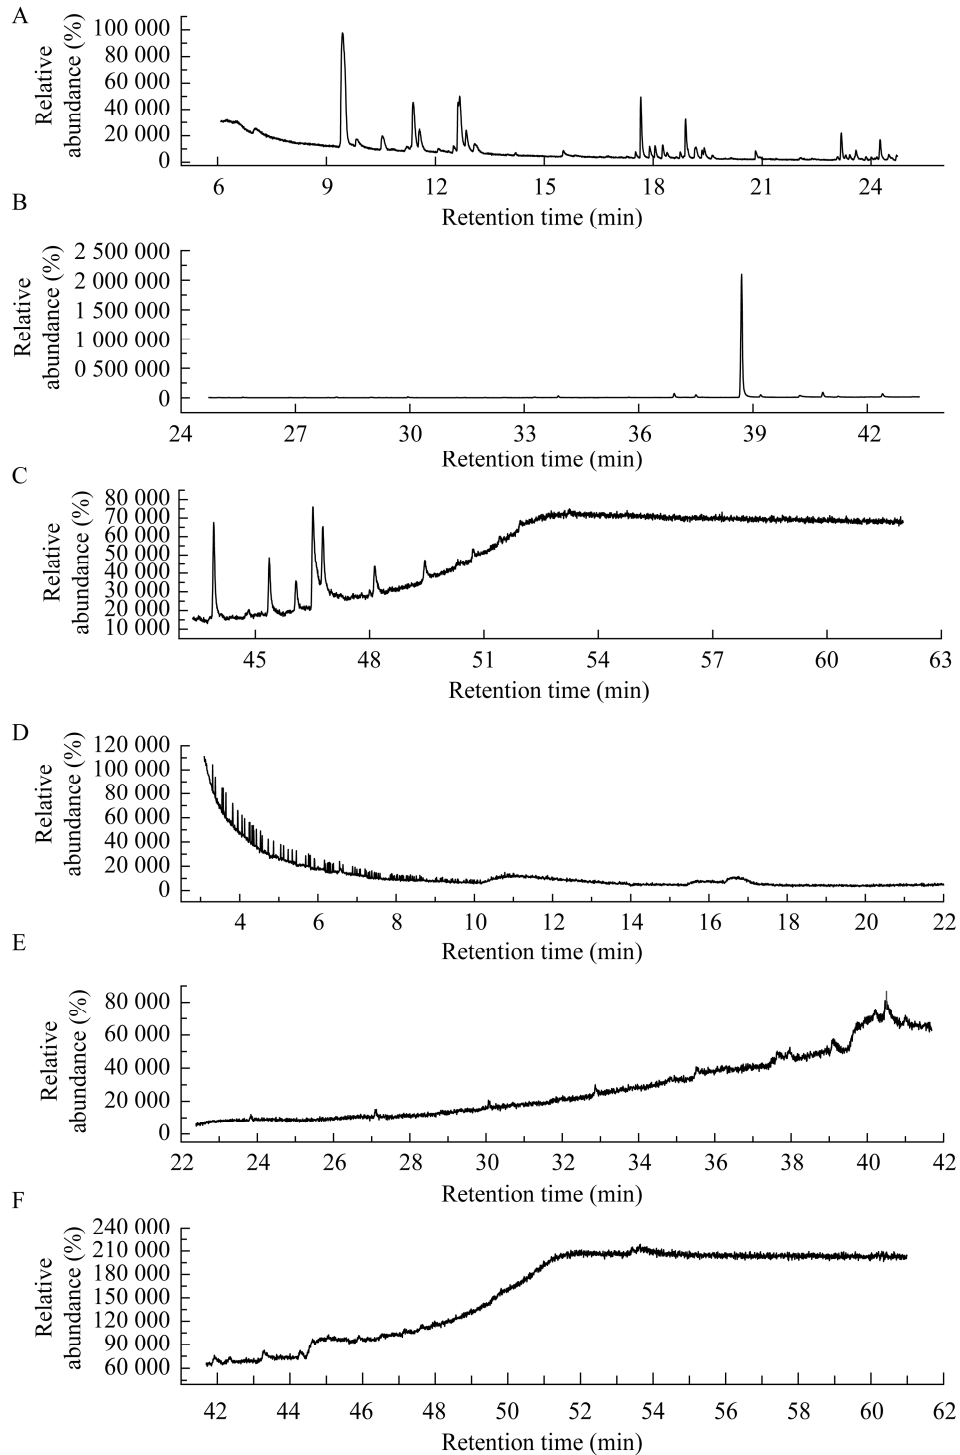 A
Relative
abundance (%)
100 000
80 000
60 000
40 000
20 000
0
6 9 12 15 18 21 24
Retention time (min)
B
Relative
abundance (%)
2 500 000
2 000 000
1 500 000
1 000 000
0 500 000
0
24 27 30 33 36 39 42
Retention time (min)
C
Relative
abundance (%)
80 000
70 000
60 000
50 000
40 000
30 000
20 000
10 000
45 48 51 54 57 60 63
Retention time (min)
D
Relative
abundance (%)
120 000
100 000
80 000
60 000
40 000
20 000
0
4 6 8 10 12 14 16 18 20 22
Retention time (min)
E
Relative
abundance (%)
80 000
60 000
40 000
20 000
0
22 24 26 28 30 32 34 36 38 40 42
Retention time (min)
F
Relative
abundance (%)
240 000
210 000
180 000
150 000
120 000
90 000
60 000
42 44 46 48 50 52 54 56 58 60 62
Retention time (min)